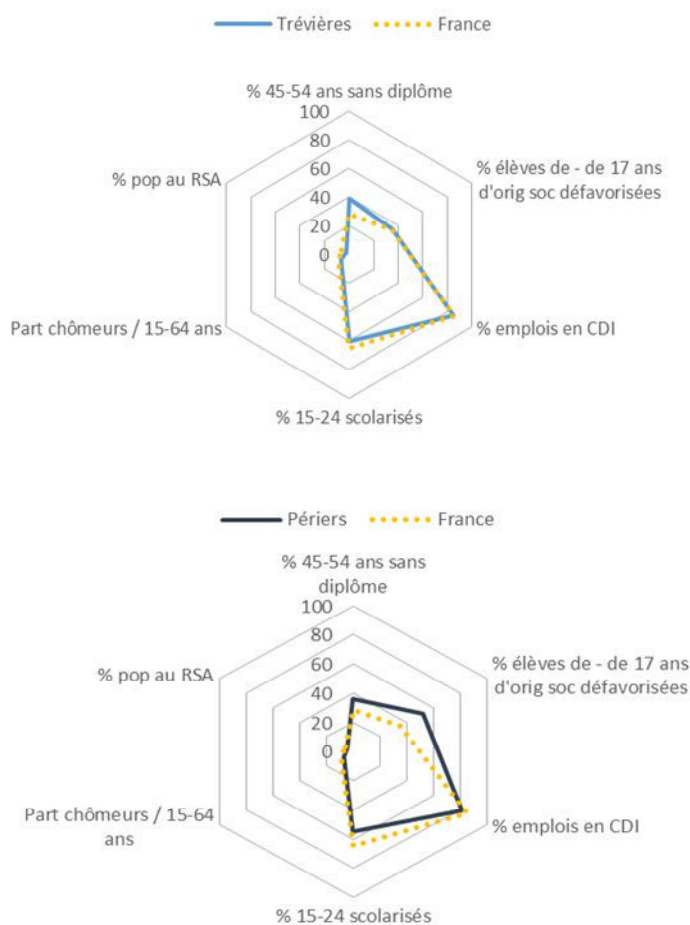 Trévières France
% 45-54 ans sans diplôme
100
80
60
40
20
0
% élèves de - de 17 ans
d'orig soc défavorisées
% pop au RSA
Part chômeurs / 15-64 ans
% emplois en CDI
% 15-24 scolarisés
Périers France
% 45-54 ans sans
diplôme
100
80
60
40
20
0
% élèves de - de 17 ans
d'orig soc défavorisées
% pop au RSA
Part chômeurs / 15-64
ans
% emplois en CDI
% 15-24 scolarisés